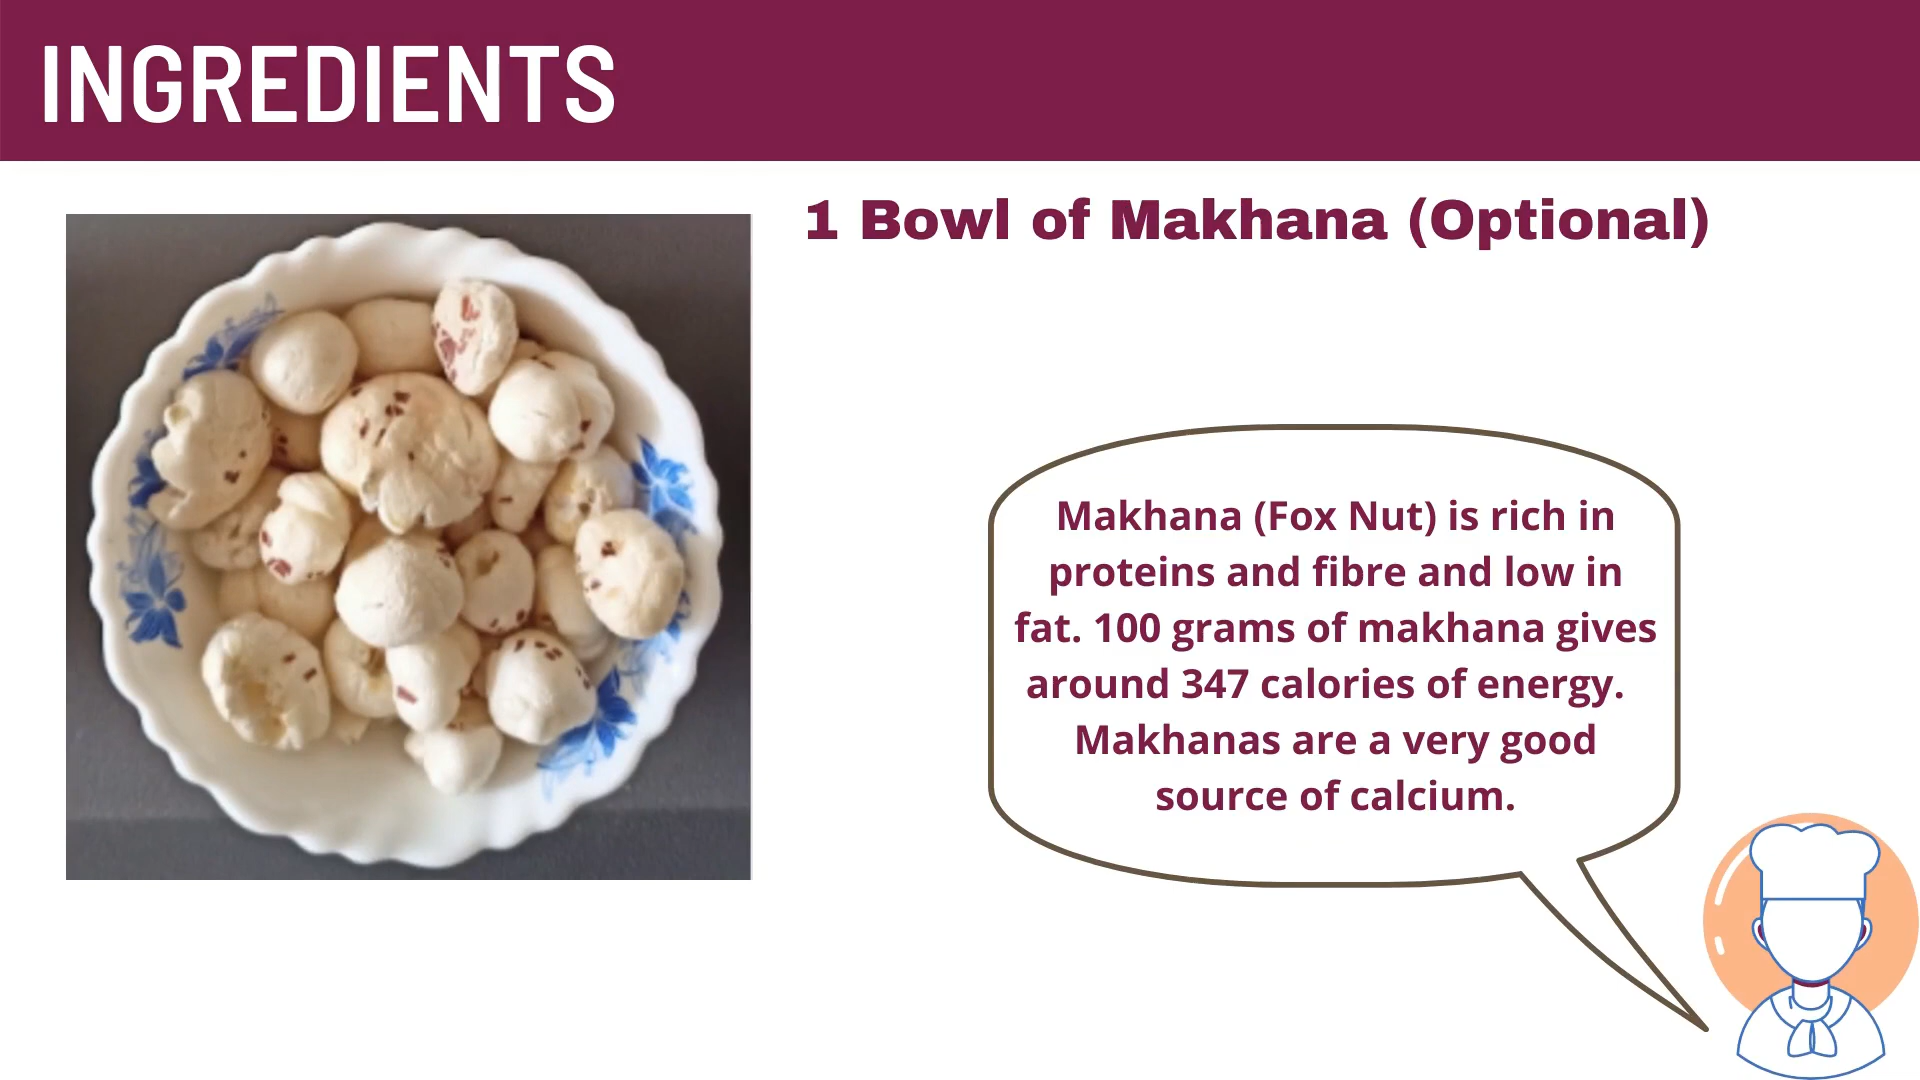 INGREDIENTS
1 Bowl of Makhana (Optional)
Makhana (Fox Nut) is rich in
proteins and fibre and low in
fat. 100 grams of makhana gives
around 347 calories of energy.
Makhanas are a very good
source of calcium.